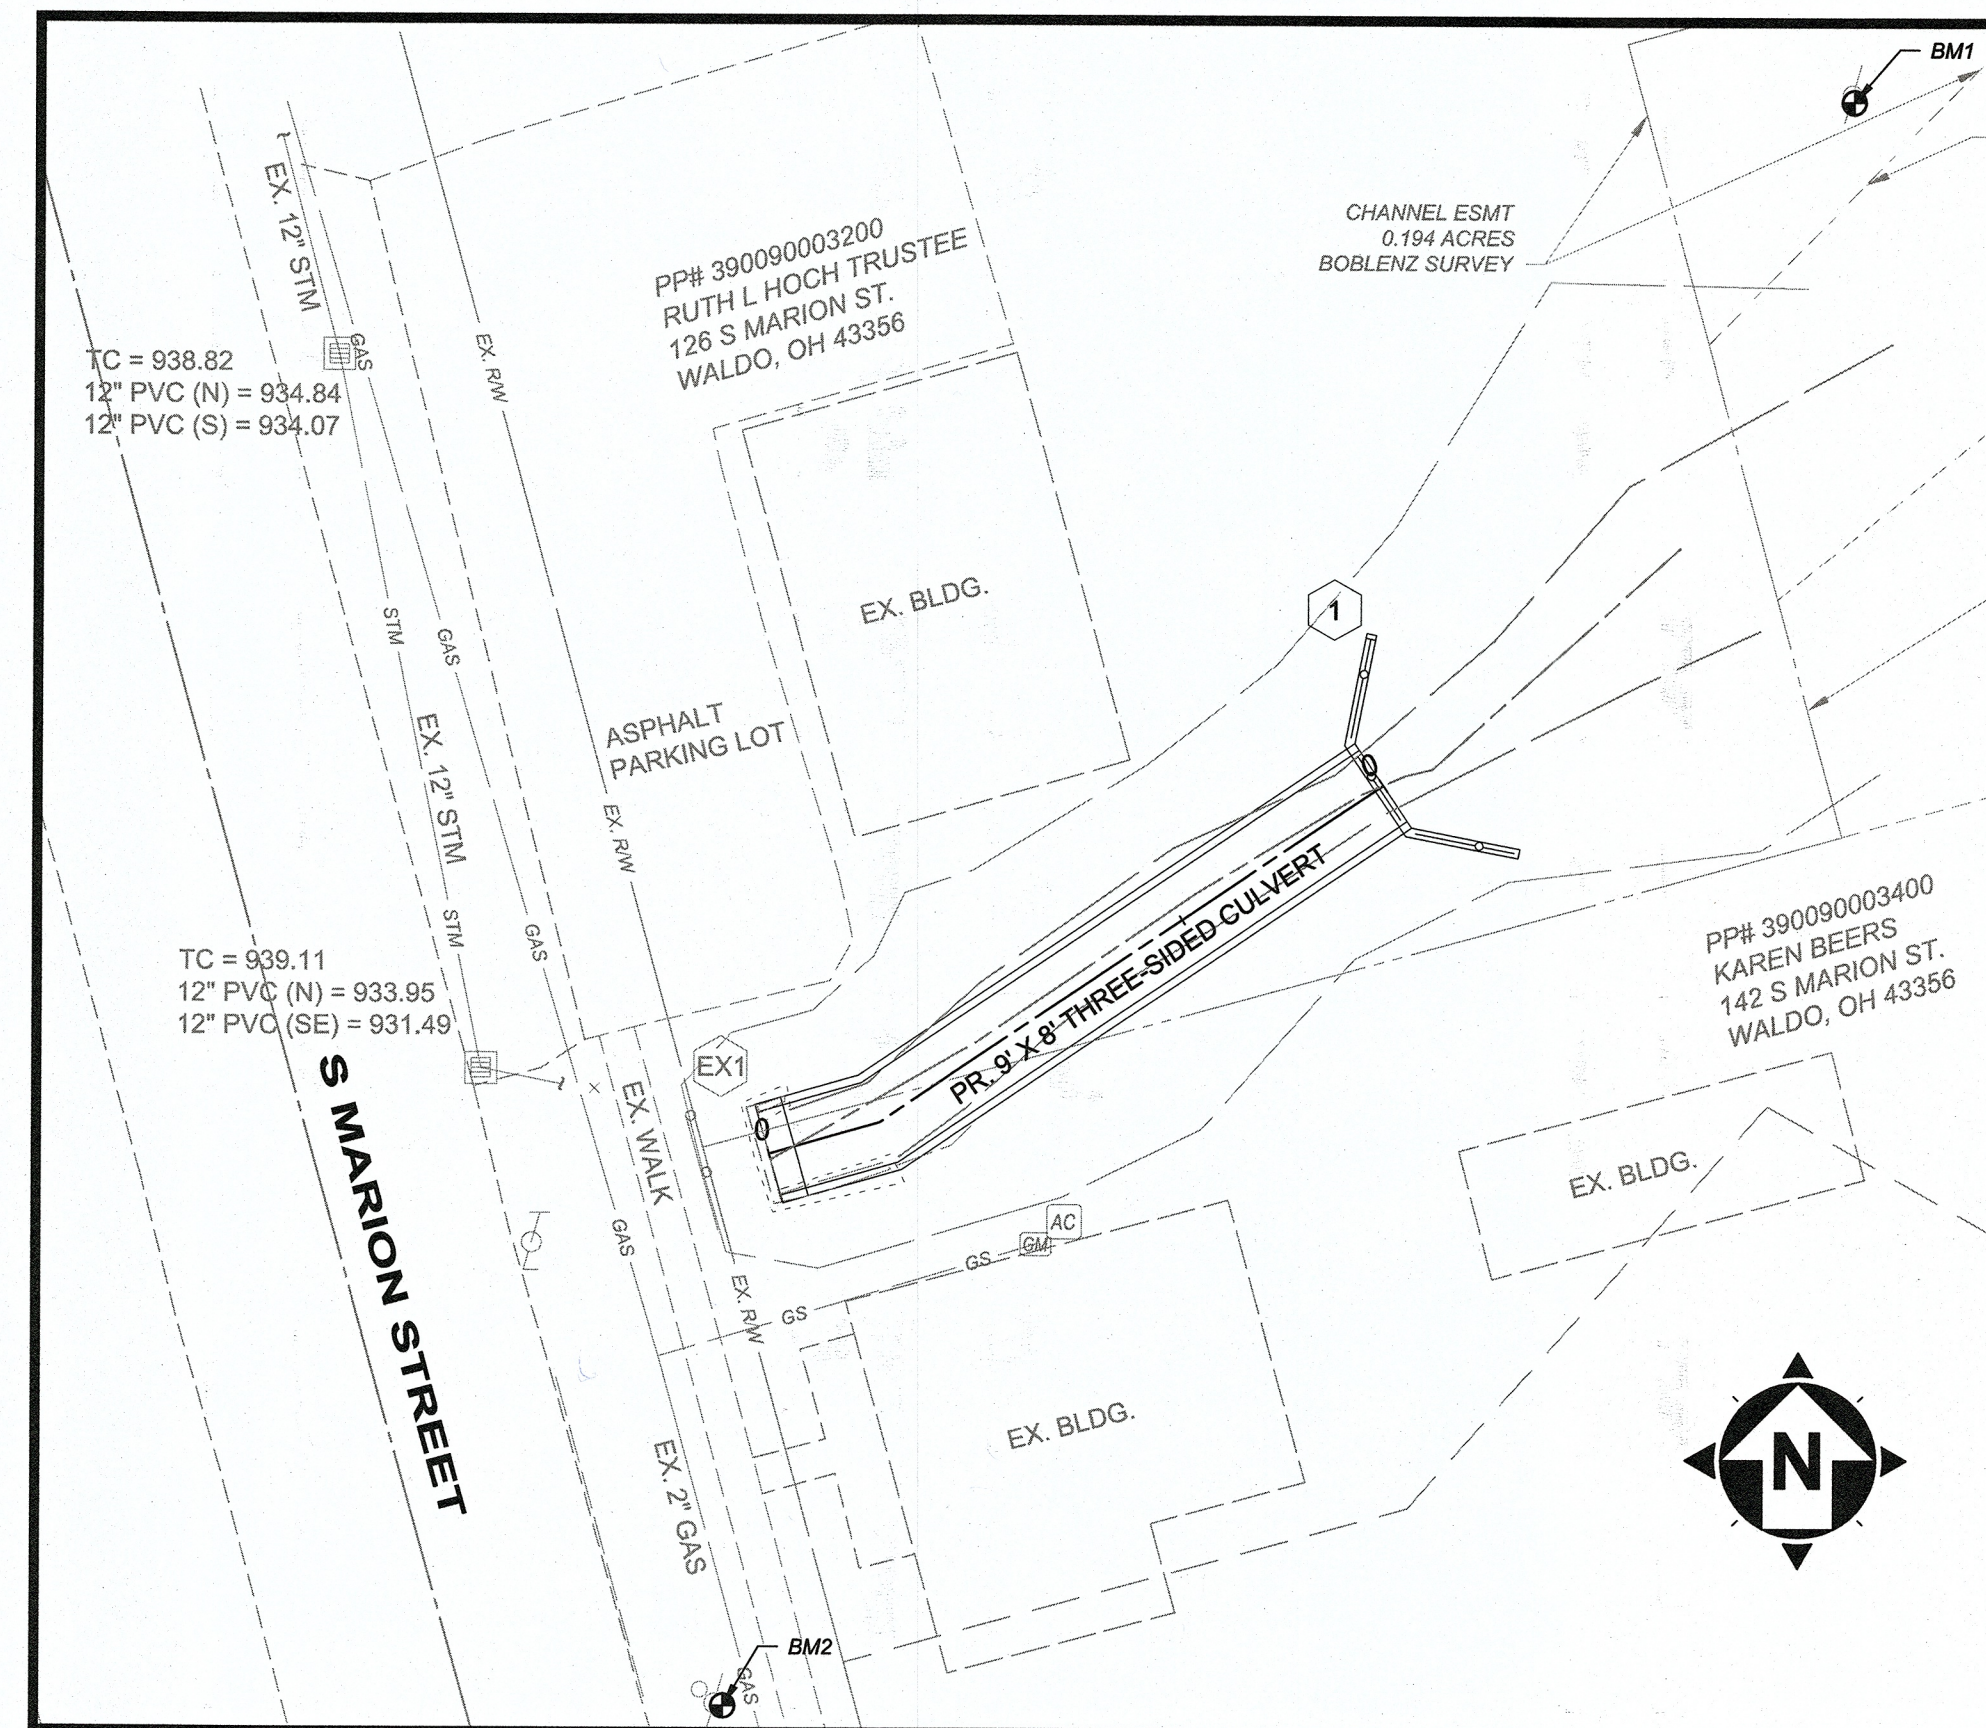 BM1
EX. 12" STM
CHANNEL ESMT
0.194 ACRES
BOBLENZ SURVEY
PP# 390090003200
RUTH L HOCH TRUSTEE
126 S MARION ST.
WALDO, OH 43356
TC = 938.82
12" PVC (N) = 934.84
12" PVC (S) = 934.07
GAS
EX. R/W
EX. BLDG.
1
STM
GAS
ASPHALT
PARKING LOT
EX. 12" STM
EX. R/W
0
STM
GAS
PR. 9' X 8' THREE-SIDED CULVERT
PP# 390090003400
KAREN BEERS
142 S MARION ST.
WALDO, OH 43356
TC = 939.11
12" PVC (N) = 933.95
12" PVC (SE) = 931.49
S MARION STREET
EX1
0
EX. WALK
EX. BLDG.
GAS
AC
GM
GS
GS
EX. R/W
EX. BLDG.
EX. 2" GAS
N
BM2
GAS